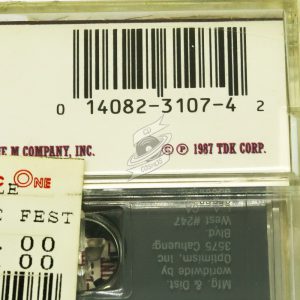 0 14082-3107-4 2
M COMPANY, INC. © ℗ 1987 TDK CORP.
ONE
FEST
. 00
. 00
Mfg & Dist.
worldwide by
Optimism, Inc
3575 Cahuenga
Blvd.
West #247